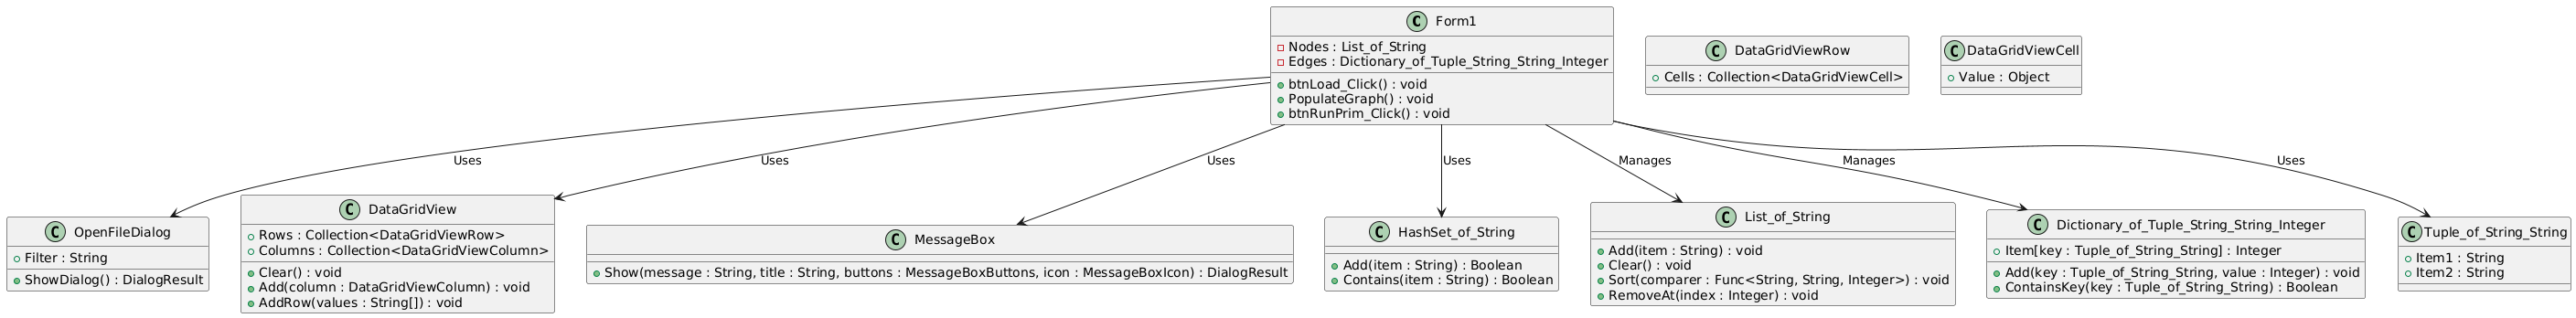 C Form1
Nodes : List_of_String
Edges : Dictionary_of_Tuple_String_String_Integer
btnLoad_Click() : void
PopulateGraph() : void
btnRunPrim_Click() : void
C DataGridViewRow
Cells : Collection<DataGridViewCell>
C DataGridViewCell
Value : Object
Uses
Uses
Uses
Uses
Manages
Manages
Uses
C OpenFileDialog
Filter : String
ShowDialog() : DialogResult
C DataGridView
Rows : Collection<DataGridViewRow>
Columns : Collection<DataGridViewColumn>
Clear() : void
Add(column : DataGridViewColumn) : void
AddRow(values : String[]) : void
C MessageBox
Show(message : String, title : String, buttons : MessageBoxButtons, icon : MessageBoxIcon) : DialogResult
C HashSet_of_String
Add(item : String) : Boolean
Contains(item : String) : Boolean
C List_of_String
Add(item : String) : void
Clear() : void
Sort(comparer : Func<String, String, Integer>) : void
RemoveAt(index : Integer) : void
C Dictionary_of_Tuple_String_String_Integer
Item[key : Tuple_of_String_String] : Integer
Add(key : Tuple_of_String_String, value : Integer) : void
ContainsKey(key : Tuple_of_String_String) : Boolean
C Tuple_of_String_String
Item1 : String
Item2 : String